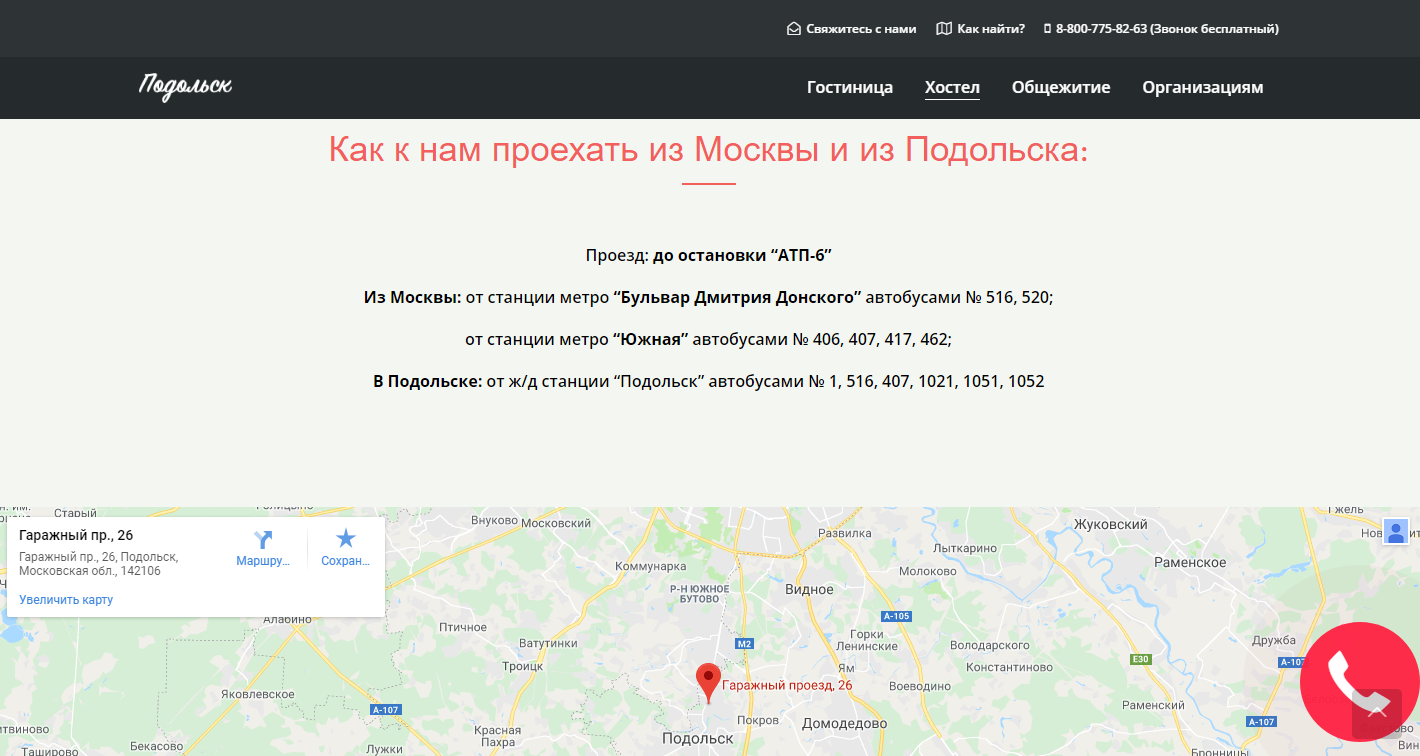 Свяжитесь с нами
Как найти?
8-800-775-82-63 (Звонок бесплатный)
Подольск
Гостиница
Хостел
Общежитие
Организациям
Как к нам проехать из Москвы и из Подольска:
Проезд: до остановки “АТП-6”
Из Москвы: от станции метро “Бульвар Дмитрия Донского” автобусами № 516, 520;
от станции метро “Южная” автобусами № 406, 407, 417, 462;
В Подольске: от ж/д станции “Подольск” автобусами № 1, 516, 407, 1021, 1051, 1052
Старый
Гаражный пр., 26
Гаражный пр., 26, Подольск,
Московская обл., 142106
Маршру...
Сохран...
Увеличить карту
Внуково
Московский
Развилка
Жуковский
Лыткарино
Раменское
Коммунарка
Молоково
Р-Н ЮЖНОЕ
БУТОВО
Видное
А-105
Алабино
Птичное
Горки
Ленинские
Ватутинки
М2
Володарского
Дружба
Троицк
Ям
Константиново
Е30
А-107
Гаражный проезд, 26
Воеводино
Яковлевское
А-107
Раменский
Покров
Домодедово
А-107
Красная
Пахра
Подольск
Бекасово
Лужки
Таширово
Бронницы